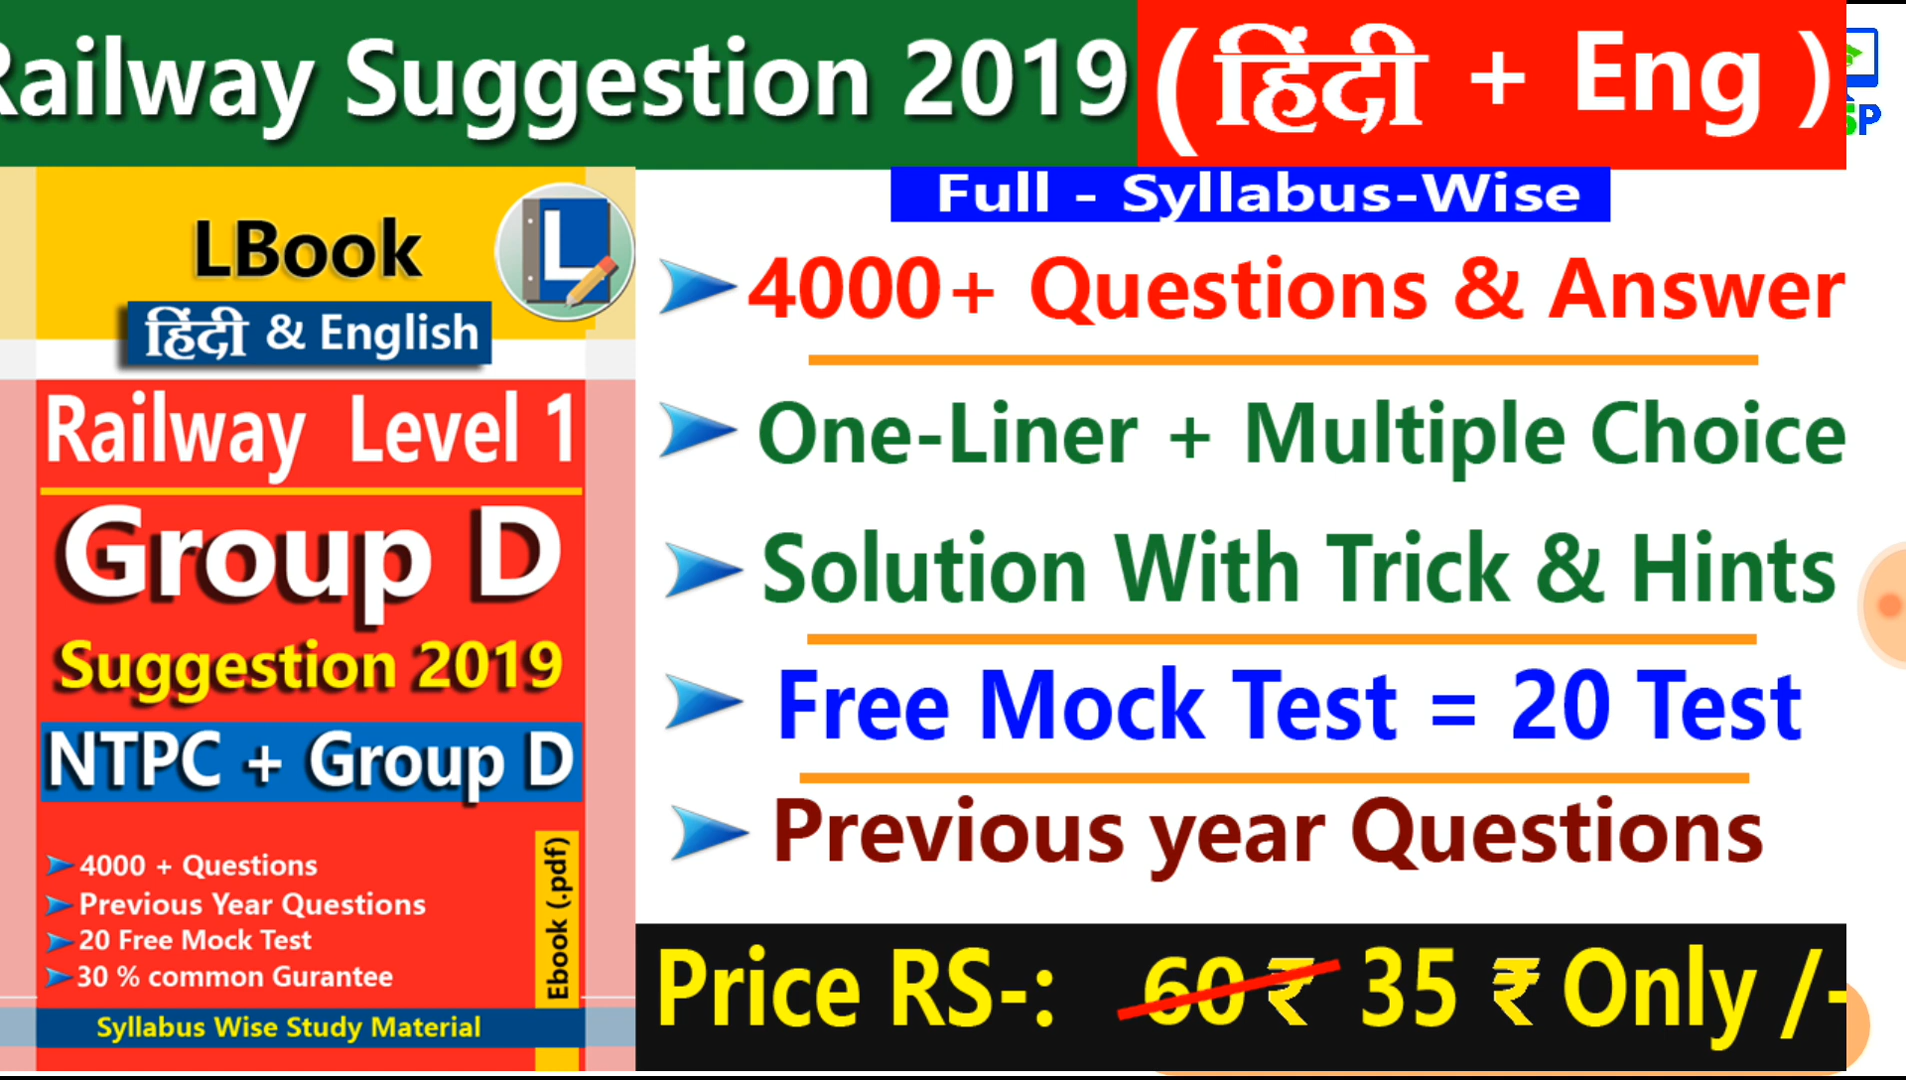 Railway Suggestion 2019 ( हिंदी + Eng )
SP
LBook
L
हिंदी & English
Railway Level 1
Group D
Suggestion 2019
NTPC + Group D
4000 + Questions
Previous Year Questions
20 Free Mock Test
30 % common Gurantee
Ebook (.pdf)
Syllabus Wise Study Material
Full - Syllabus-Wise
4000+ Questions & Answer
One-Liner + Multiple Choice
Solution With Trick & Hints
Free Mock Test = 20 Test
Previous year Questions
Price RS-: 60 ₹ 35 ₹ Only /-